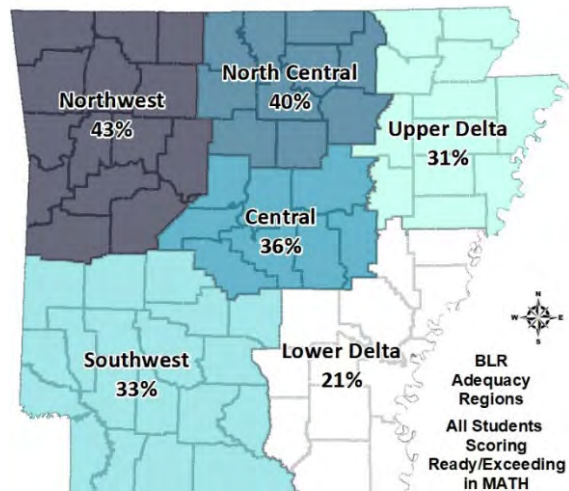 North Central
40%
Northwest
43%
Upper Delta
31%
Central
36%
Southwest
33%
Lower Delta
21%
N
W
E
S
BLR
Adequacy
Regions
All Students
Scoring
Ready/Exceeding
in MATH